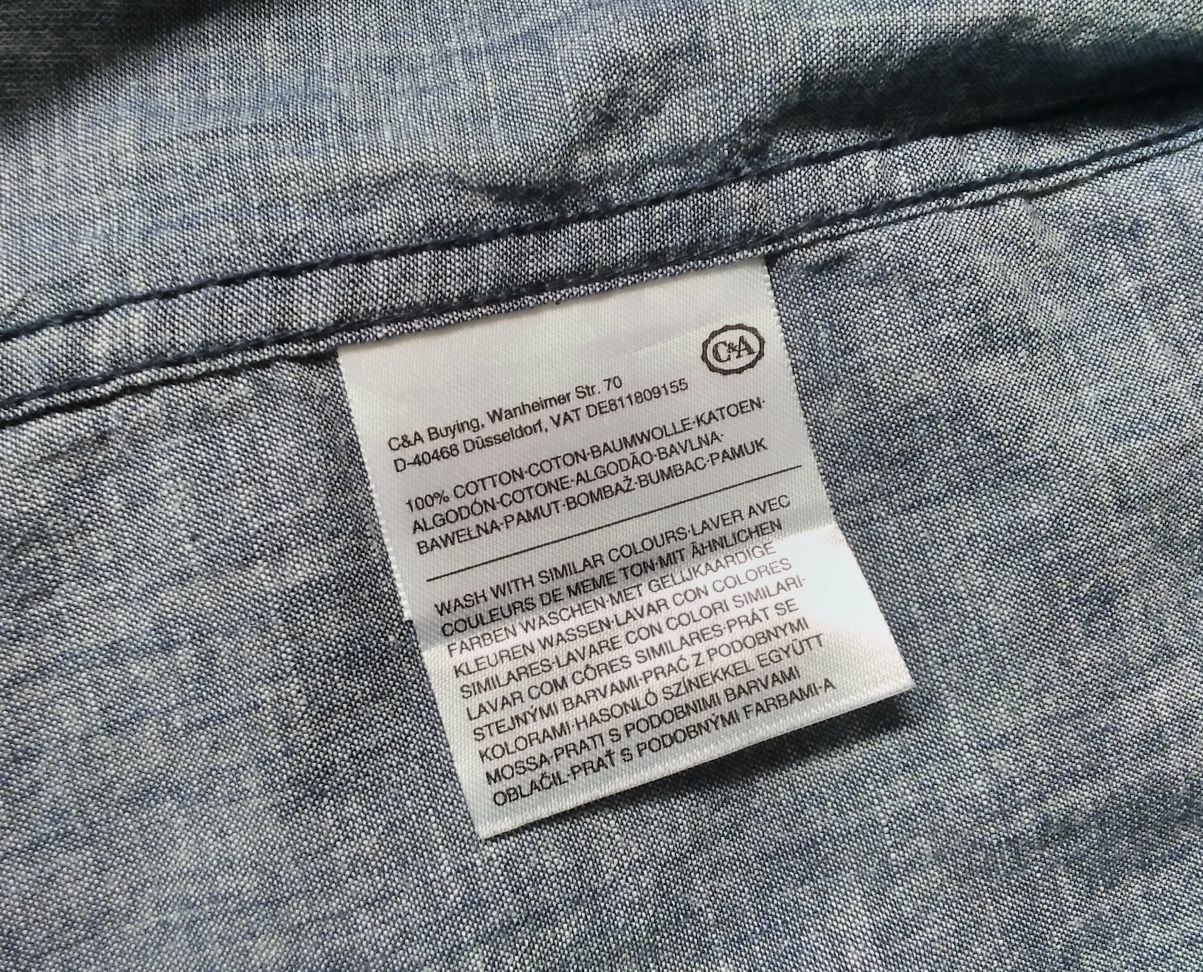 C&A
C&A Buying, Wanheimer Str. 70
D-40468 Düsseldorf, VAT DE811809155
100% COTTON·COTON·BAUMWOLLE·KATOEN·
ALGODÓN·COTONE·ALGODÃO·BAVLNA·
BAWEŁNA·PAMUT·BOMBAŽ·BUMBAC·PAMUK
WASH WITH SIMILAR COLOURS·LAVER AVEC
COULEURS DE MEME TON·MIT ÄHNLICHEN
FARBEN WASCHEN·MET GELIJKAARDIGE
KLEUREN WASSEN·LAVAR CON COLORES
SIMILARES·LAVARE CON COLORI SIMILARI·
LAVAR COM CÔRES SIMILARES·PRÁT SE
STEJNÝMI BARVAMI·PRAĆ Z PODOBNYMI
KOLORAMI·HASONLÓ SZÍNEKKEL EGYÜTT
MOSSA·PRATI S PODOBNIMI BARVAMI
OBLAČIL·PRAŤ S PODOBNÝMI FARBAMI·A